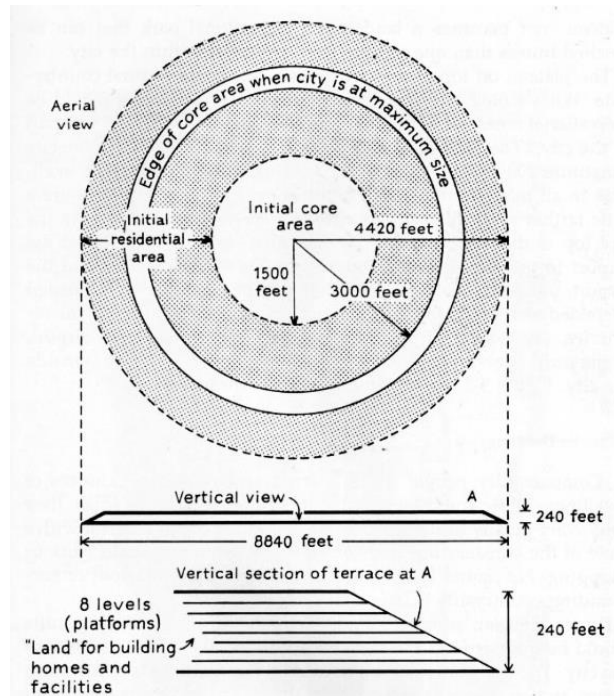 Aerial
view
Edge of core area when city is at maximum size
Initial
residential
area
Initial core
area
4420 feet
1500
feet
3000 feet
Vertical view
A
240 feet
8840 feet
Vertical section of terrace at A
8 levels
(platforms)
"Land" for building
homes and
facilities
240 feet